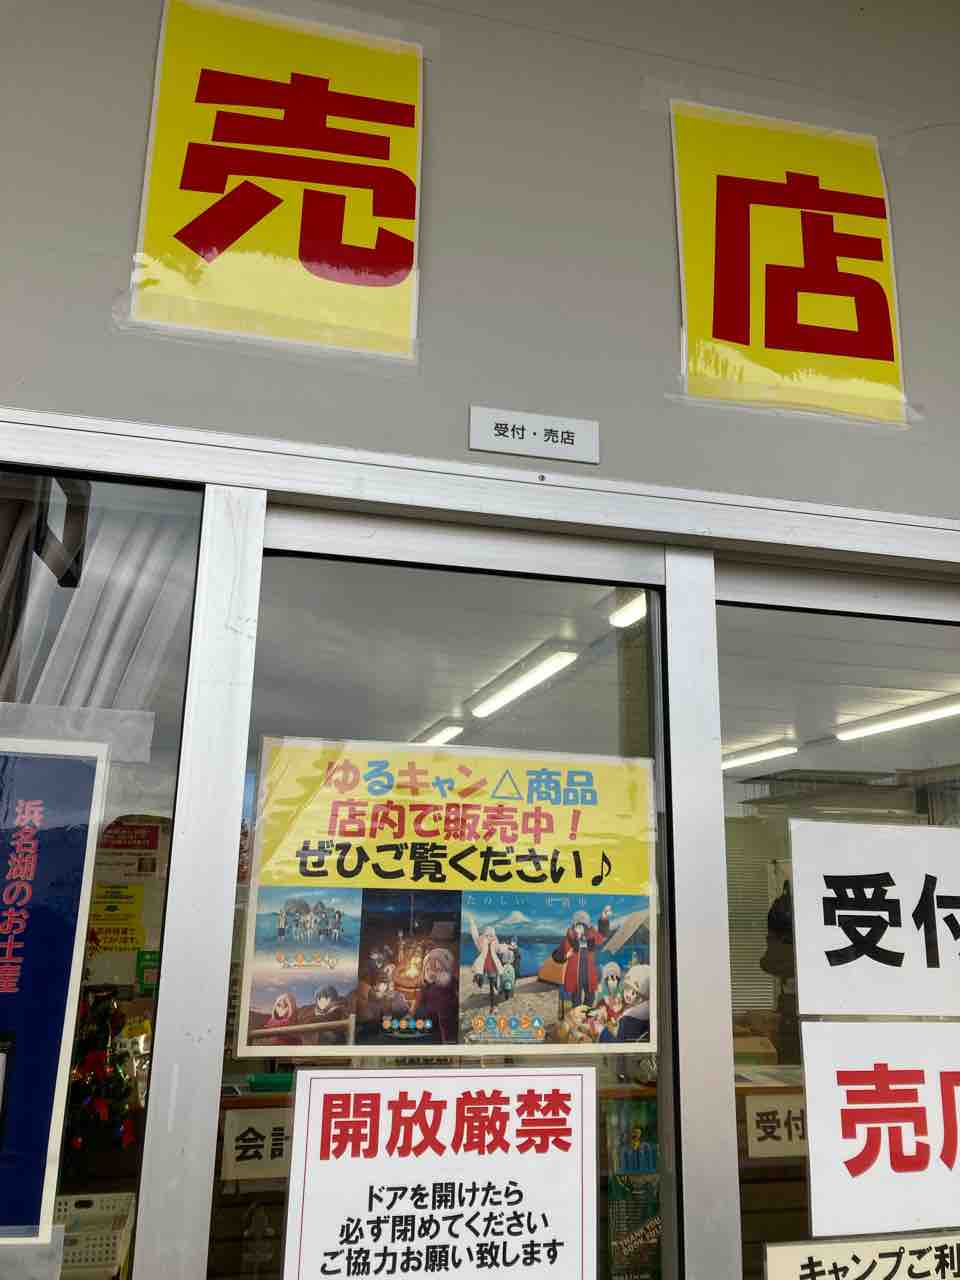 売店
受付・売店
ゆるキャン△商品
店内で販売中！
ぜひご覧ください♪
浜名湖のお土産
受付
開放厳禁
ドアを開けたら
必ず閉めてください
ご協力お願い致します
会計
受付
売店
キャンプご利